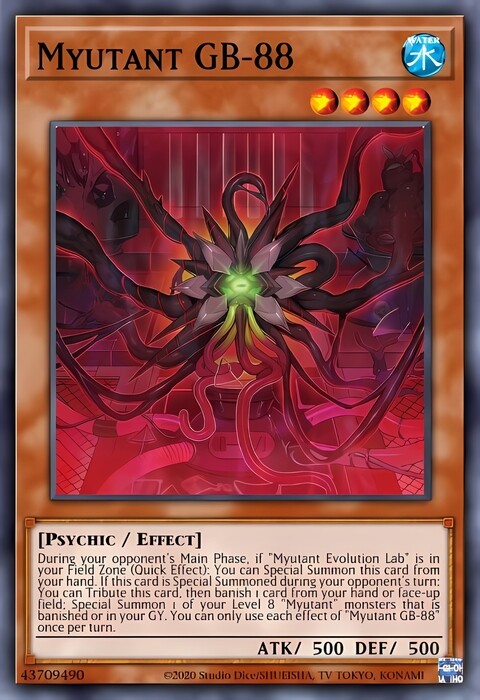 MYUTANT GB-88
WATER
水
[PSYCHIC / EFFECT]
During your opponent's Main Phase, if "Myutant Evolution Lab" is in
your Field Zone (Quick Effect): You can Special Summon this card from
your hand. If this card is Special Summoned during your opponent's turn:
You can Tribute this card, then banish 1 card from your hand or face-up
field; Special Summon 1 of your Level 8 "Myutant" monsters that is
banished or in your GY. You can only use each effect of "Myutant GB-88"
once per turn.
ATK/ 500 DEF/ 500
43709490
©2020 Studio Dice/SHUEISHA, TV TOKYO, KONAMI